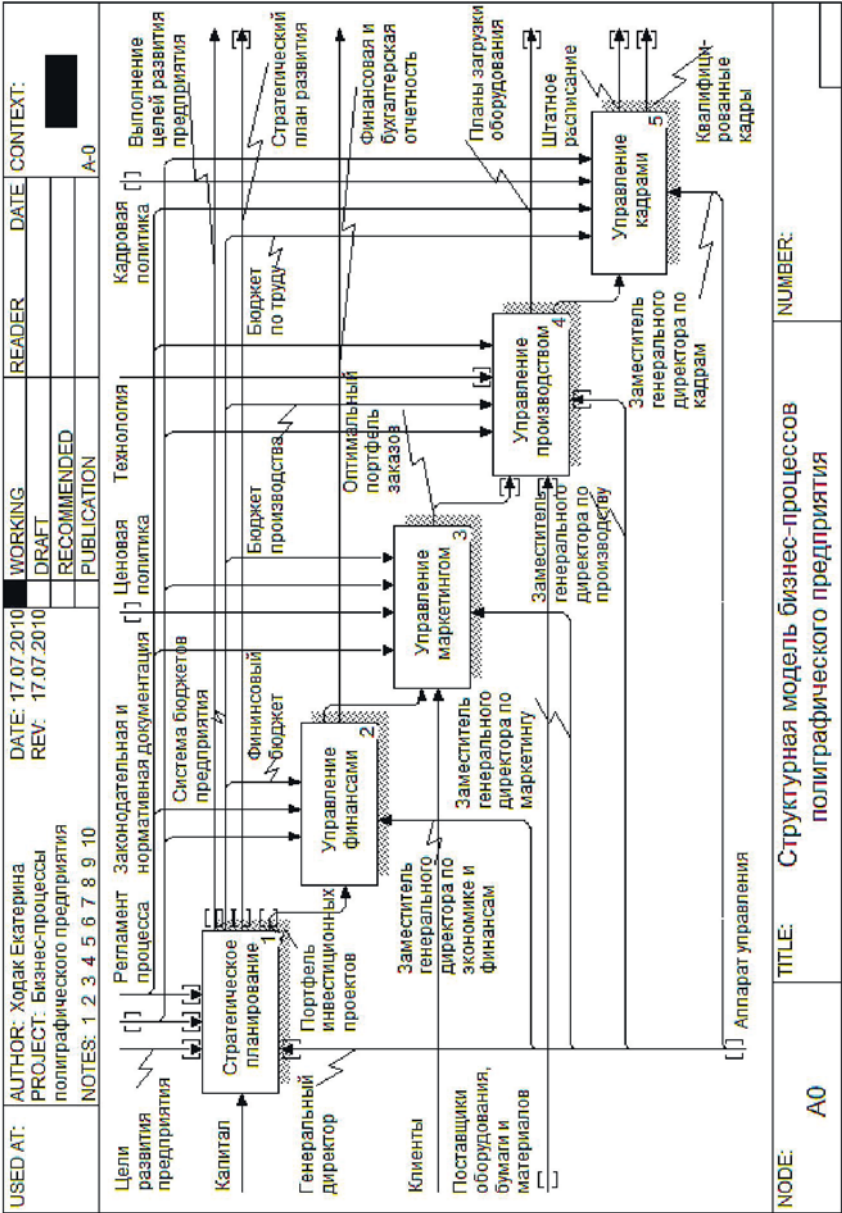 USED AT:
AUTHOR: Ходак Екатерина
PROJECT: Бизнес-процессы
полиграфического предприятия
NOTES: 1 2 3 4 5 6 7 8 9 10
DATE: 17.07.2010
REV: 17.07.2010
WORKING
DRAFT
RECOMMENDED
PUBLICATION
READER
DATE
CONTEXT:
A-0
Цели
развития
предприятия
[ ]
Регламент
процесса
Законодательная и
нормативная документация
[ ]
Ценовая
политика
Технология
Кадровая
политика
[ ]
Выполнение
целей развития
предприятия
Система бюджетов
предприятия
[ ]
Стратегический
план развития
Капитал
Стратегическое
планирование
1
Фининсовый
бюджет
Бюджет
производства
Бюджет
по труду
Финансовая и
бухгалтерская
отчетность
Генеральный
директор
Портфель
инвестиционных
проектов
Управление
финансами
2
Оптимальный
портфель
заказов
Клиенты
Заместитель
генерального
директора по
экономике и
финансам
Управление
маркетингом
3
Планы загрузки
оборудования
Поставщики
оборудования,
бумаги и
материалов
[ ]
Заместитель
генерального
директора по
маркетингу
Управление
производством
4
Штатное
расписание
Заместитель
генерального
директора по
производству
Управление
кадрами
5
Заместитель
генерального
директора по
кадрам
Квалифици-
рованные
кадры
[ ] Аппарат управления
NODE:
A0
TITLE:
Структурная модель бизнес-процессов
полиграфического предприятия
NUMBER: